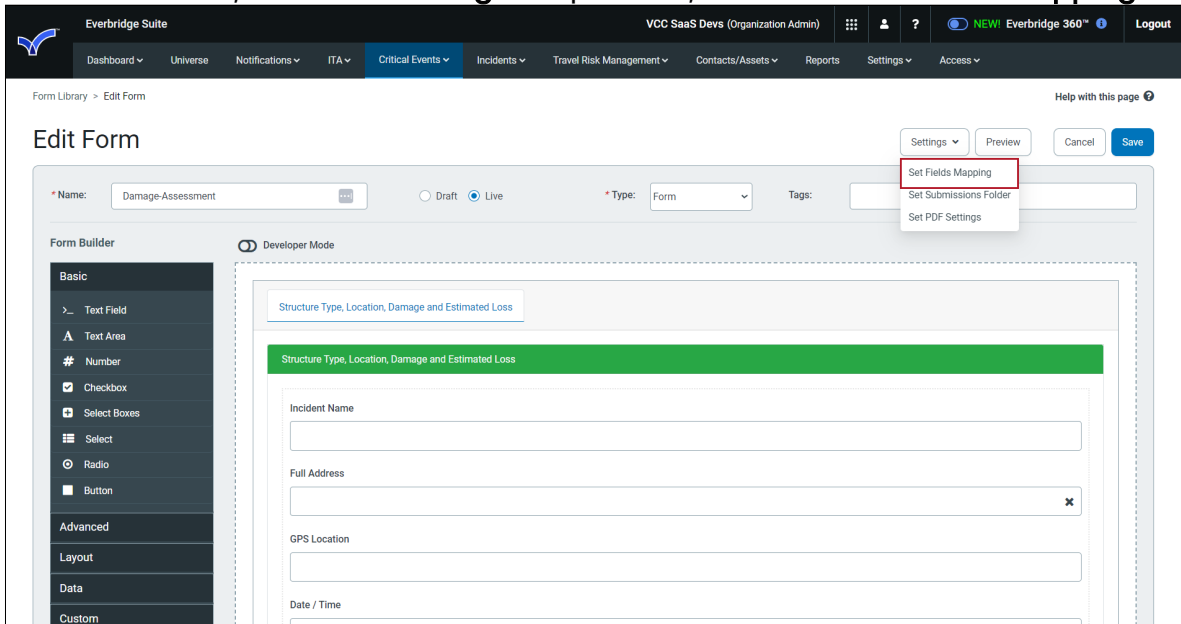 Everbridge Suite VCC SaaS Devs (Organization Admin) ? NEW! Everbridge 360™ Logout
Dashboard Universe Notifications ITA Critical Events Incidents Travel Risk Management Contacts/Assets Reports Settings Access
Form Library > Edit Form Help with this page
Edit Form
Settings Preview Cancel Save
Set Fields Mapping
Set Submissions Folder
Set PDF Settings
* Name: Damage-Assessment Draft Live * Type: Form Tags:
Form Builder Developer Mode
Basic
Text Field
Text Area
Number
Checkbox
Select Boxes
Select
Radio
Button
Advanced
Layout
Data
Custom
Structure Type, Location, Damage and Estimated Loss
Structure Type, Location, Damage and Estimated Loss
Incident Name
Full Address
GPS Location
Date / Time